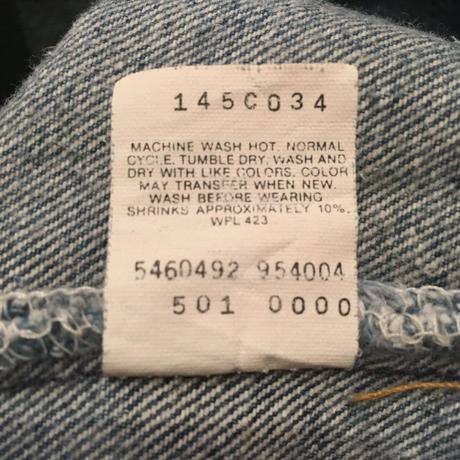 145C034
MACHINE WASH HOT, NORMAL
CYCLE. TUMBLE DRY, WASH AND
DRY WITH LIKE COLORS. COLOR
MAY TRANSFER WHEN NEW.
WASH BEFORE WEARING
SHRINKS APPROXIMATELY 10%.
WPL 423
5460492 954004
501 0000